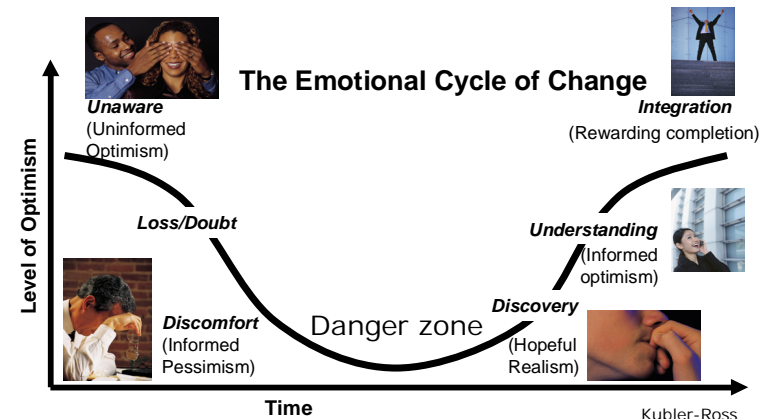 The Emotional Cycle of Change
Unaware
(Uninformed
Optimism)
Integration
(Rewarding completion)
Level of Optimism
Loss/Doubt
Understanding
(Informed
optimism)
Discomfort
(Informed
Pessimism)
Danger zone
Discovery
(Hopeful
Realism)
Time
Kubler-Ross